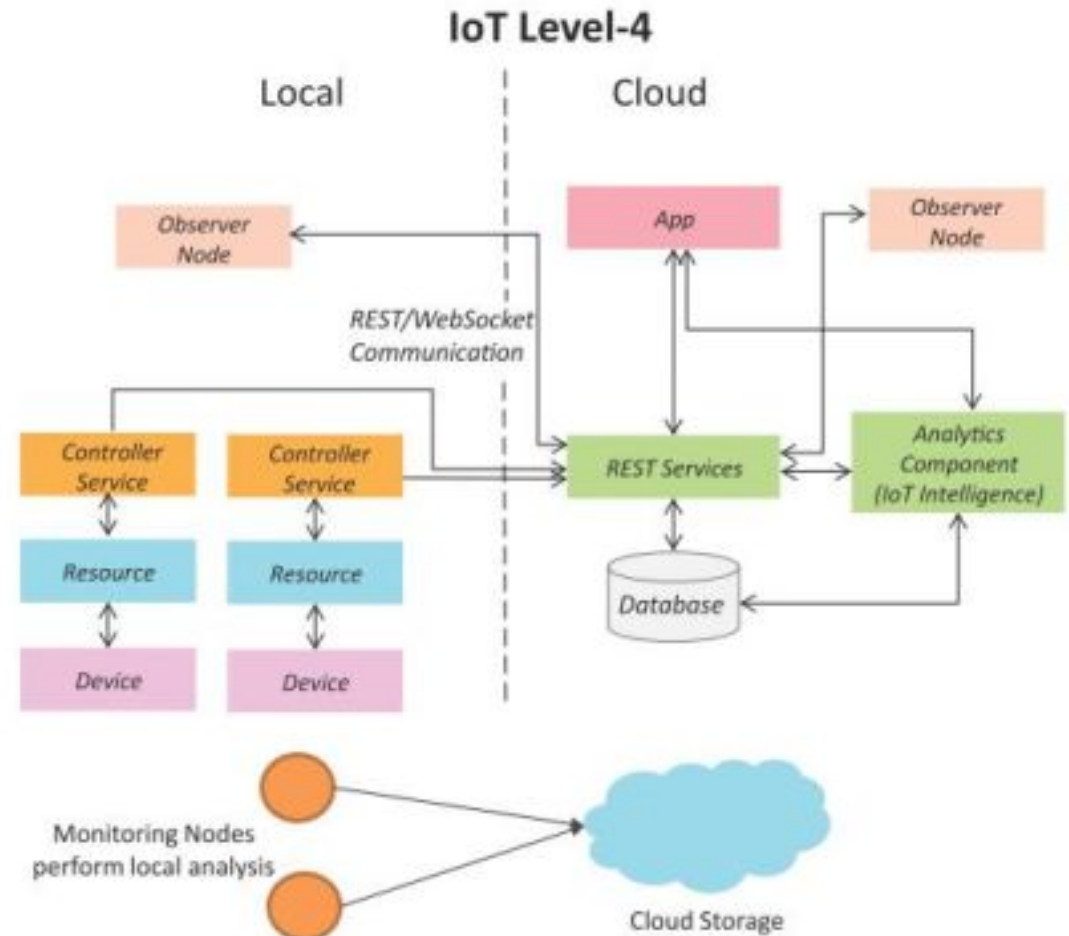 IoT Level-4
Local
Cloud
Observer
Node
App
Observer
Node
REST/WebSocket
Communication
Controller
Service
Controller
Service
REST Services
Analytics
Component
(IoT Intelligence)
Resource
Resource
Database
Device
Device
Monitoring Nodes
perform local analysis
Cloud Storage